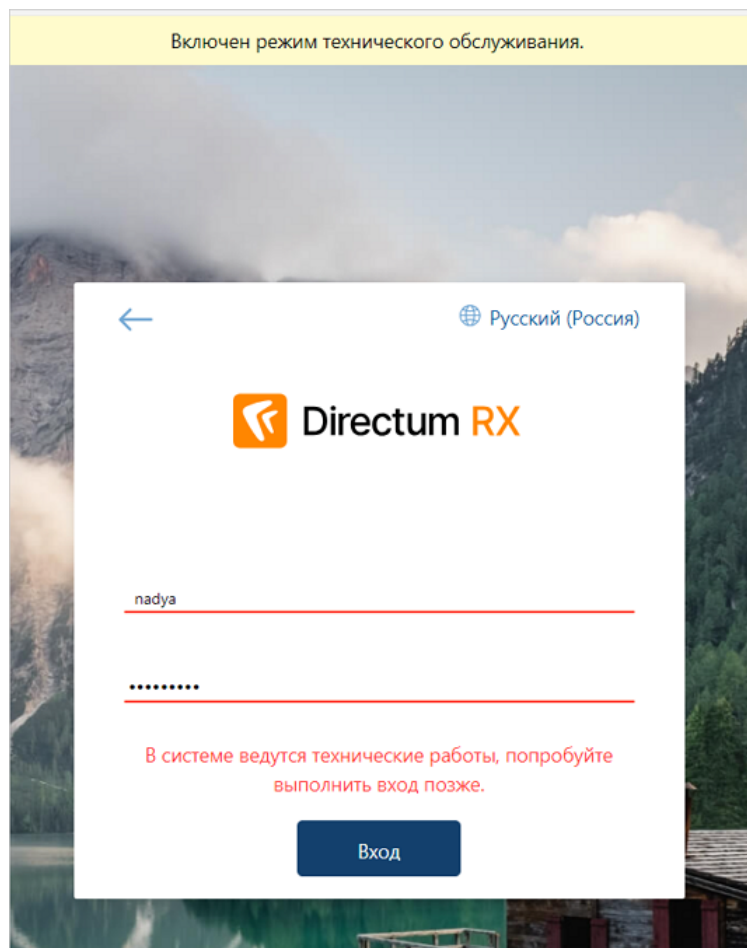 Включен режим технического обслуживания.
Русский (Россия)
Directum RX
nadya
•••••••••
В системе ведутся технические работы, попробуйте
выполнить вход позже.
Вход